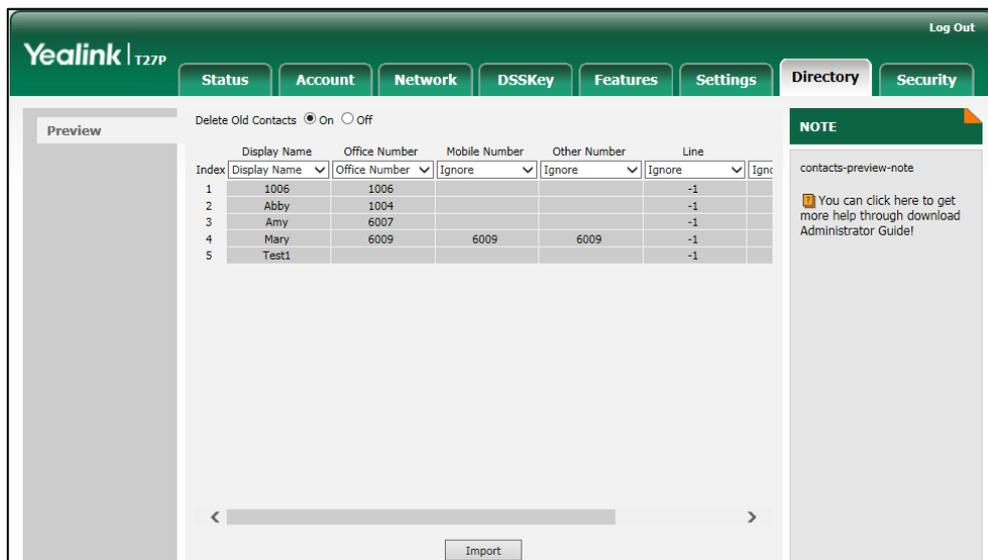 Log Out
Yealink | T27P
Status Account Network DSSKey Features Settings Directory Security
Preview
Delete Old Contacts On Off
Display Name Office Number Mobile Number Other Number Line
Index Display Name Office Number Ignore Ignore Ignore Igno
1 1006 1006 -1
2 Abby 1004 -1
3 Amy 6007 -1
4 Mary 6009 6009 6009 -1
5 Test1 -1
Import
NOTE
contacts-preview-note
You can click here to get
more help through download
Administrator Guide!